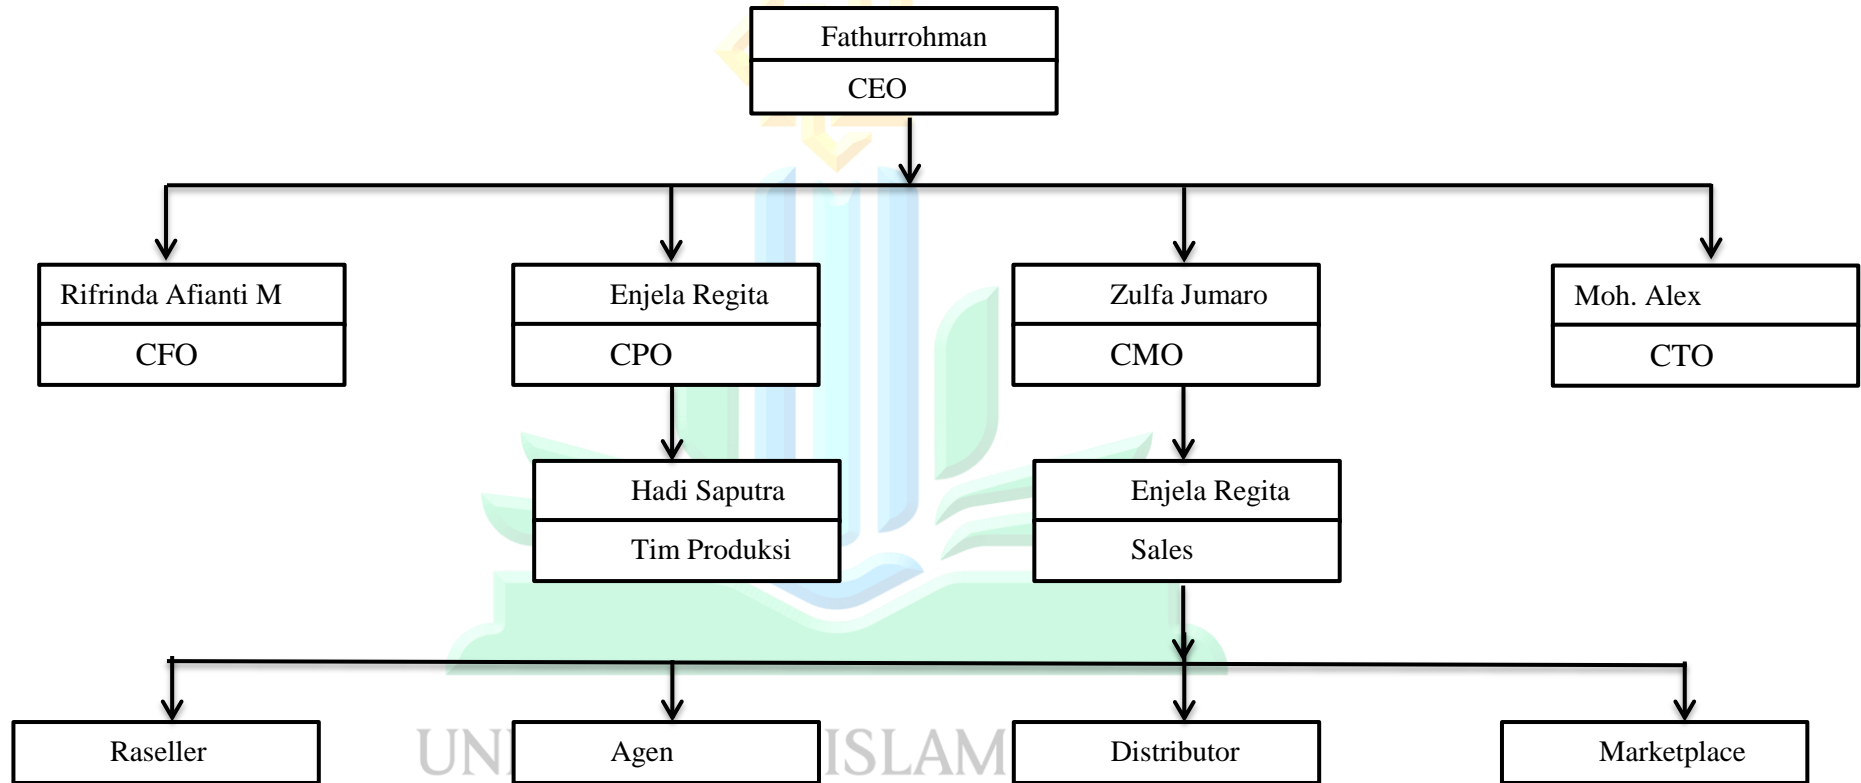 Fathurrohman
CEO
Rifrinda Afianti M
CFO
Enjela Regita
CPO
Zulfa Jumaro
CMO
Moh. Alex
CTO
Hadi Saputra
Tim Produksi
Enjela Regita
Sales
Raseller
Agen
Distributor
Marketplace
ISLAM